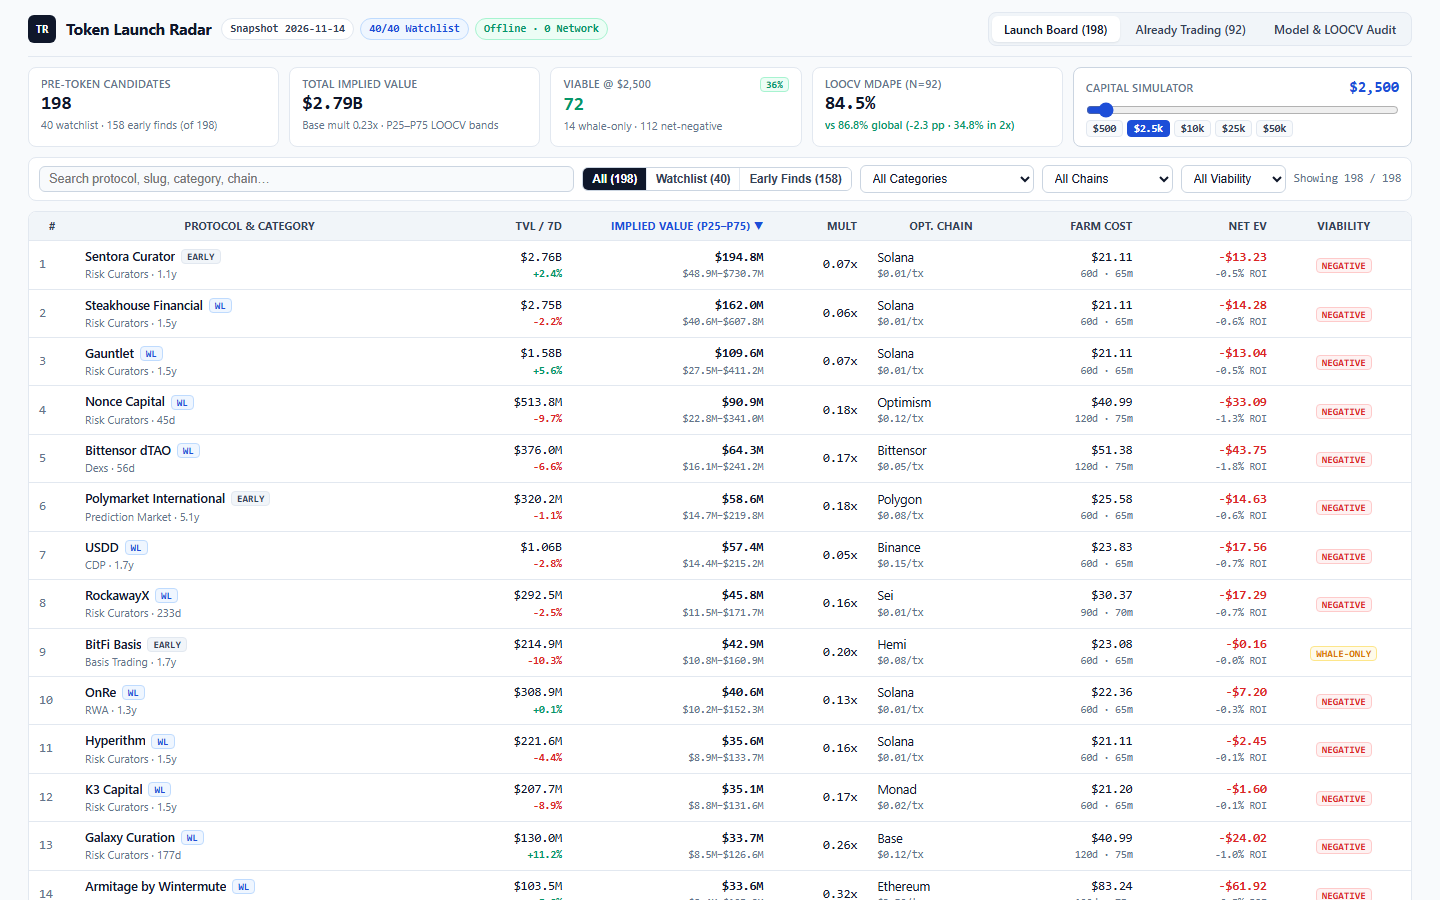 TR Token Launch Radar Snapshot 2026-11-14 40/40 Watchlist Offline · 0 Network Launch Board (198) Already Trading (92) Model & LOOCV Audit
PRE-TOKEN CANDIDATES
198
40 watchlist · 158 early finds (of 198)
TOTAL IMPLIED VALUE
$2.79B
Base mult 0.23x · P25–P75 LOOCV bands
VIABLE @ $2,500 36%
72
14 whale-only · 112 net-negative
LOOCV MDAPE (N=92)
84.5%
vs 86.8% global (-2.3 pp · 34.8% in 2x)
CAPITAL SIMULATOR $2,500
$500 $2.5k $10k $25k $50k
Search protocol, slug, category, chain... All (198) Watchlist (40) Early Finds (158) All Categories All Chains All Viability Showing 198 / 198
# PROTOCOL & CATEGORY TVL / 7D IMPLIED VALUE (P25–P75) ▼ MULT OPT. CHAIN FARM COST NET EV VIABILITY
1 Sentora Curator EARLY $2.76B $194.8M 0.07x Solana $21.11 -$13.23 NEGATIVE
Risk Curators · 1.1y +2.4% $48.9M–$730.7M $0.01/tx 60d · 65m -0.5% ROI
2 Steakhouse Financial WL $2.75B $162.0M 0.06x Solana $21.11 -$14.28 NEGATIVE
Risk Curators · 1.5y -2.2% $40.6M–$607.8M $0.01/tx 60d · 65m -0.6% ROI
3 Gauntlet WL $1.58B $109.6M 0.07x Solana $21.11 -$13.04 NEGATIVE
Risk Curators · 1.5y +5.6% $27.5M–$411.2M $0.01/tx 60d · 65m -0.5% ROI
4 Nonce Capital WL $513.8M $90.9M 0.18x Optimism $40.99 -$33.09 NEGATIVE
Risk Curators · 45d -9.7% $22.8M–$341.0M $0.12/tx 120d · 75m -1.3% ROI
5 Bittensor dTAO WL $376.0M $64.3M 0.17x Bittensor $51.38 -$43.75 NEGATIVE
Dexs · 56d -6.6% $16.1M–$241.2M $0.05/tx 120d · 75m -1.8% ROI
6 Polymarket International EARLY $320.2M $58.6M 0.18x Polygon $25.58 -$14.63 NEGATIVE
Prediction Market · 5.1y -1.1% $14.7M–$219.8M $0.08/tx 60d · 65m -0.6% ROI
7 USDD WL $1.06B $57.4M 0.05x Binance $23.83 -$17.56 NEGATIVE
CDP · 1.7y -2.8% $14.4M–$215.2M $0.15/tx 60d · 65m -0.7% ROI
8 RockawayX WL $292.5M $45.8M 0.16x Sei $30.37 -$17.29 NEGATIVE
Risk Curators · 233d -2.5% $11.5M–$171.7M $0.01/tx 90d · 70m -0.7% ROI
9 BitFi Basis EARLY $214.9M $42.9M 0.20x Hemi $23.08 -$0.16 WHALE-ONLY
Basis Trading · 1.7y -10.3% $10.8M–$160.9M $0.08/tx 60d · 65m -0.0% ROI
10 OnRe WL $308.9M $40.6M 0.13x Solana $22.36 -$7.20 NEGATIVE
RWA · 1.3y +0.1% $10.2M–$152.3M $0.01/tx 60d · 65m -0.3% ROI
11 Hyperithm WL $221.6M $35.6M 0.16x Solana $21.11 -$2.45 NEGATIVE
Risk Curators · 1.5y -4.4% $8.9M–$133.7M $0.01/tx 60d · 65m -0.1% ROI
12 K3 Capital WL $207.7M $35.1M 0.17x Monad $21.20 -$1.60 NEGATIVE
Risk Curators · 1.5y -8.9% $8.8M–$131.6M $0.02/tx 60d · 65m -0.1% ROI
13 Galaxy Curation WL $130.0M $33.7M 0.26x Base $40.99 -$24.02 NEGATIVE
Risk Curators · 177d +11.2% $8.5M–$126.6M $0.12/tx 120d · 75m -1.0% ROI
14 Armitage by Wintermute WL $103.5M $33.6M 0.32x Ethereum $83.24 -$61.92 NEGATIVE